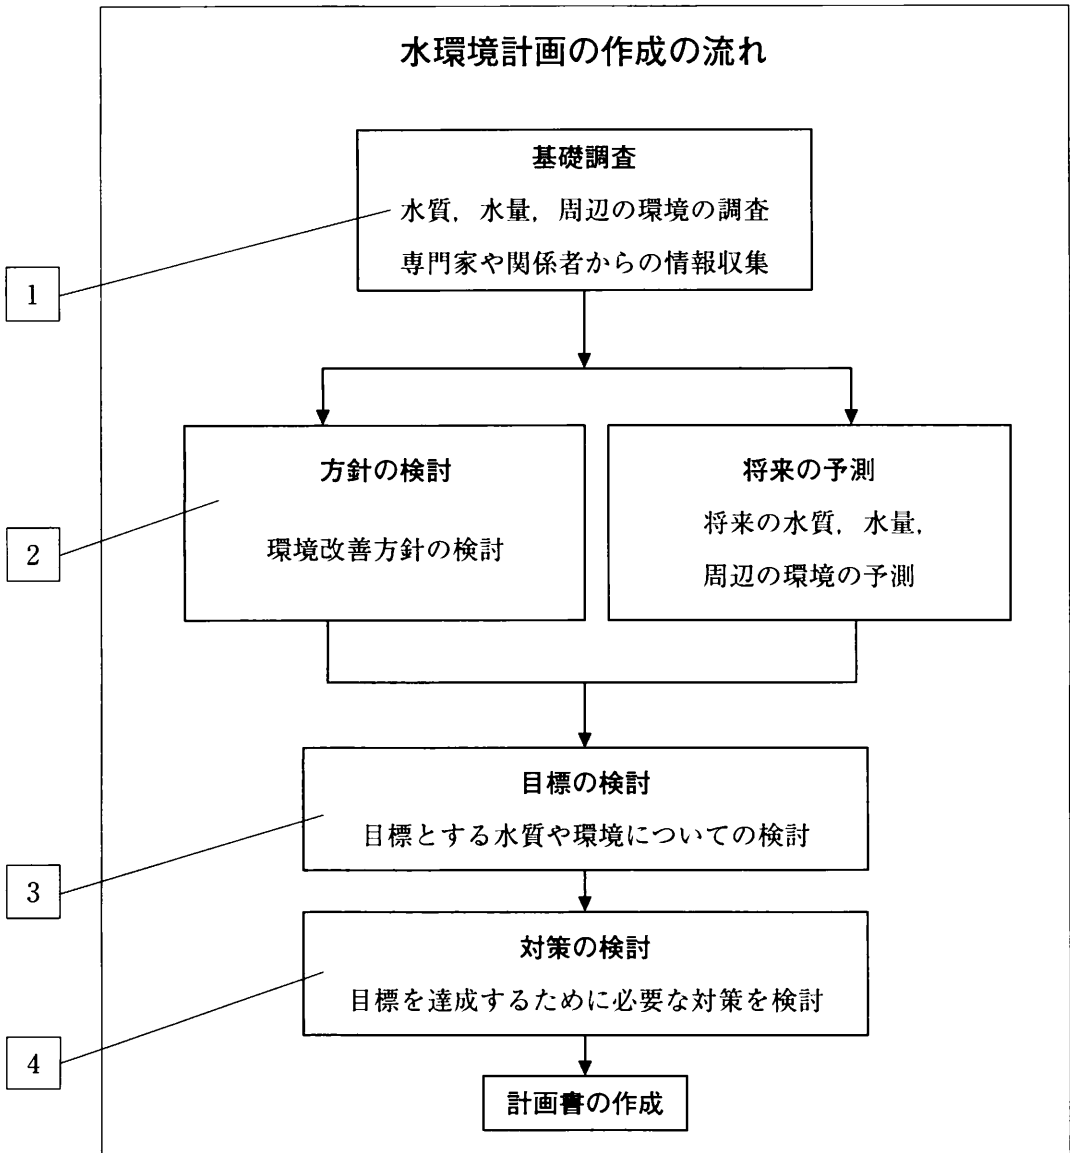 水環境計画の作成の流れ
基礎調査
水質，水量，周辺の環境の調査
専門家や関係者からの情報収集
1
方針の検討
環境改善方針の検討
2
将来の予測
将来の水質，水量，
周辺の環境の予測
目標の検討
目標とする水質や環境についての検討
3
対策の検討
目標を達成するために必要な対策を検討
4
計画書の作成